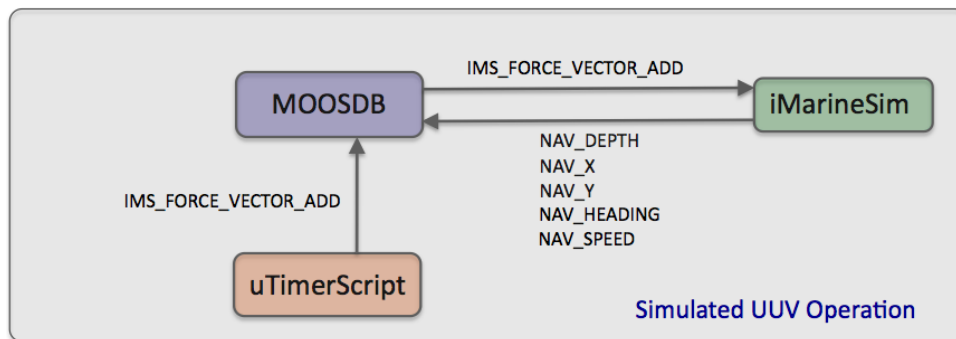 IMS_FORCE_VECTOR_ADD
MOOSDB
iMarineSim
NAV_DEPTH
NAV_X
NAV_Y
NAV_HEADING
NAV_SPEED
IMS_FORCE_VECTOR_ADD
uTimerScript
Simulated UUV Operation